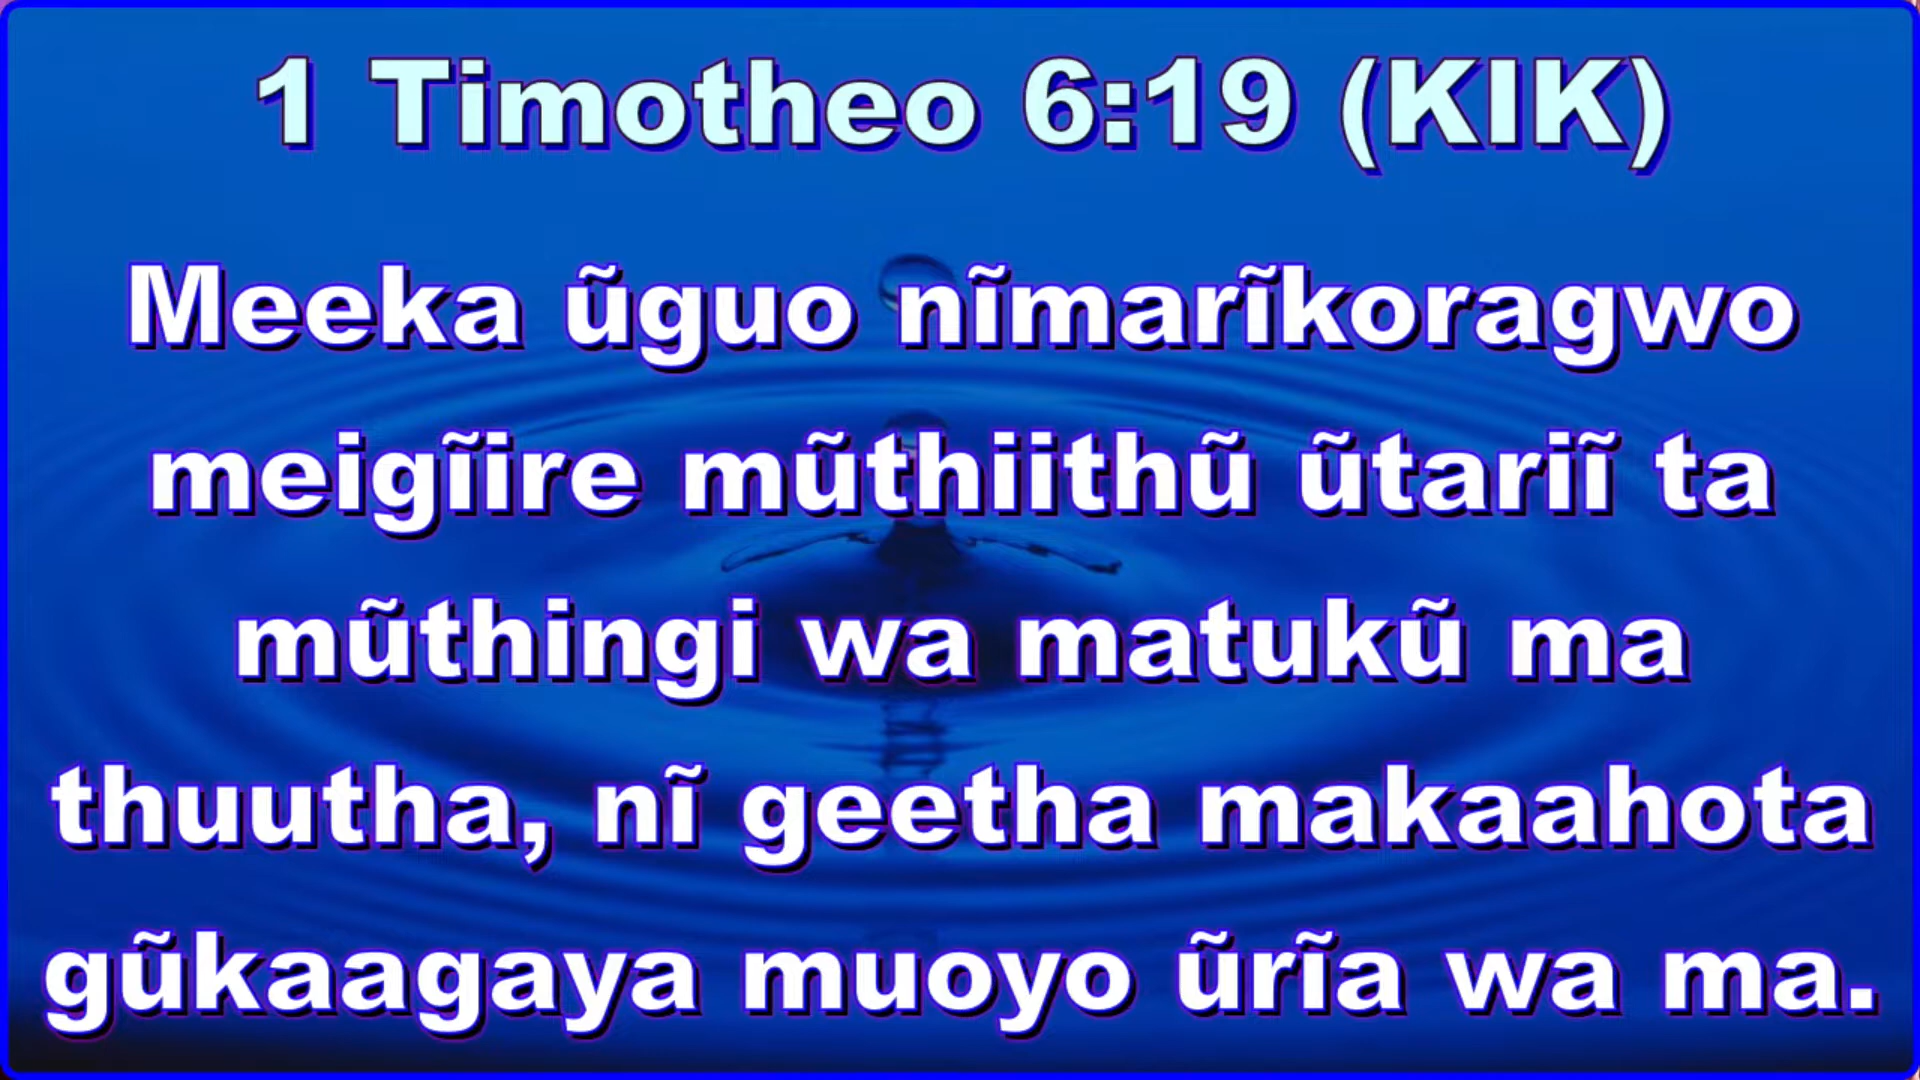 1 Timotheo 6:19 (KIK)
Meeka ũguo nĩmarĩkoragwo
meigĩire mũthiithũ ũtariĩ ta
mũthingi wa matukũ ma
thuutha, nĩ geetha makaahota
gũkaagaya muoyo ũrĩa wa ma.